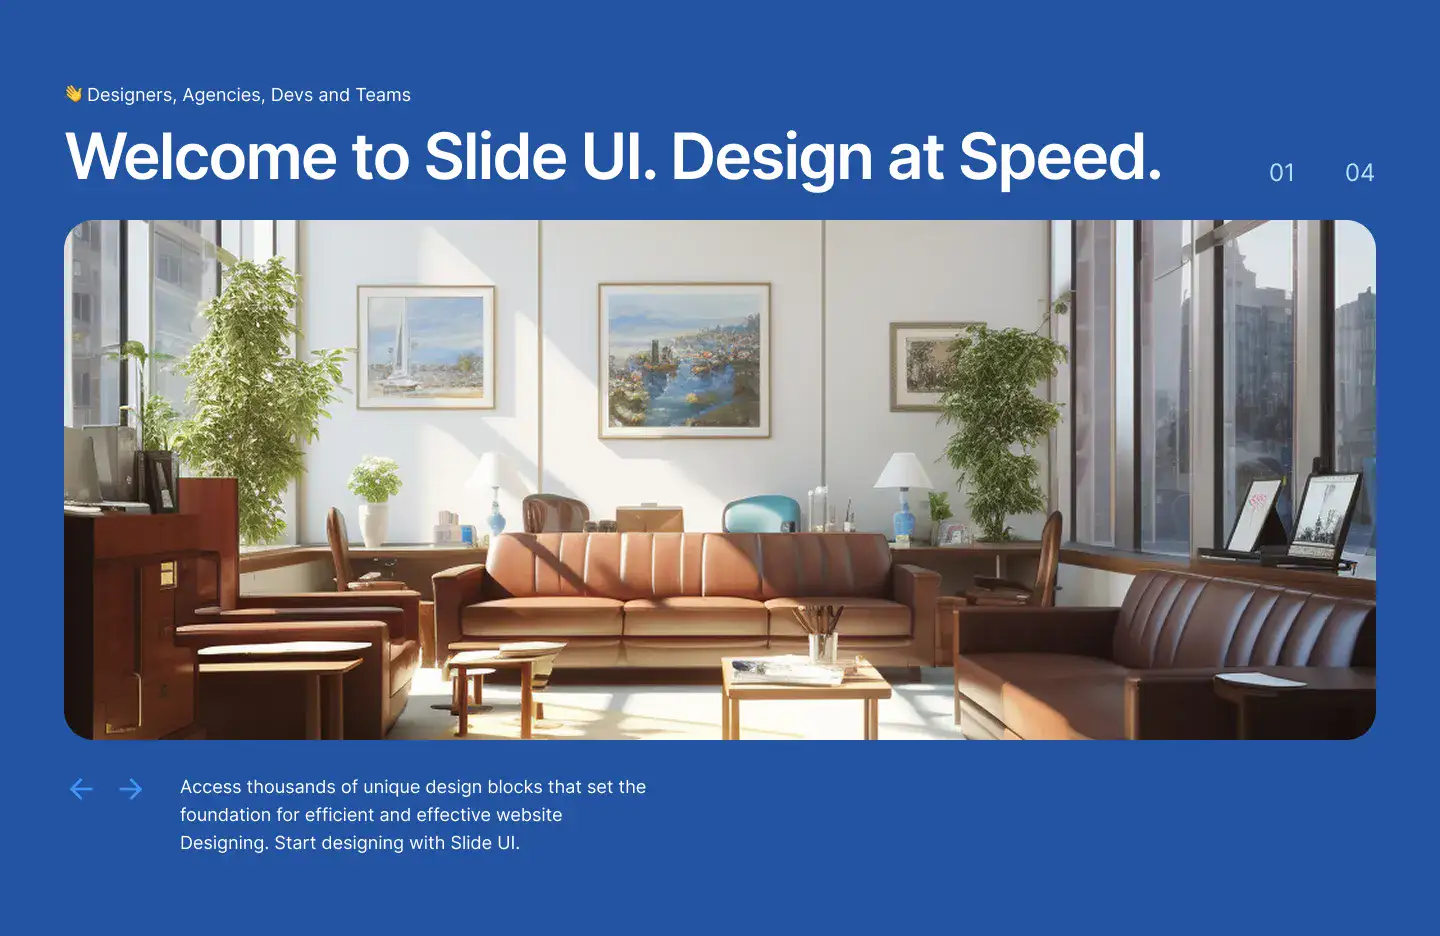 👋 Designers, Agencies, Devs and Teams
Welcome to Slide UI. Design at Speed.
01 04
Access thousands of unique design blocks that set the
foundation for efficient and effective website
Designing. Start designing with Slide UI.